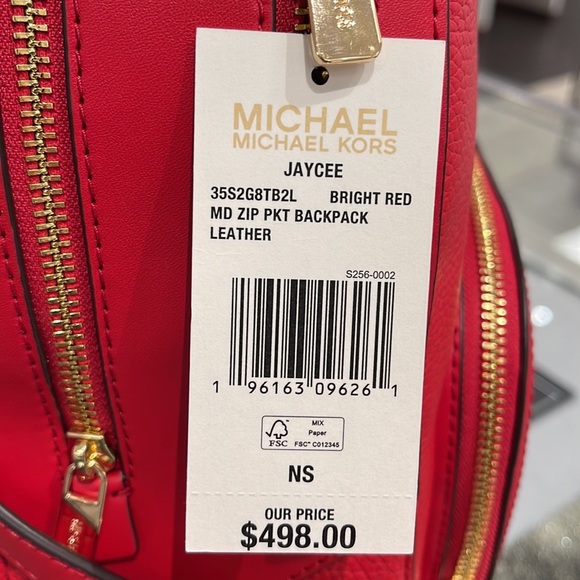 MICHAEL
MICHAEL KORS
JAYCEE
35S2G8TB2L BRIGHT RED
MD ZIP PKT BACKPACK
LEATHER
S256-0002
1 96163 09626 1
FSC
MIX
Paper
FSC™ C012345
NS
OUR PRICE
$498.00